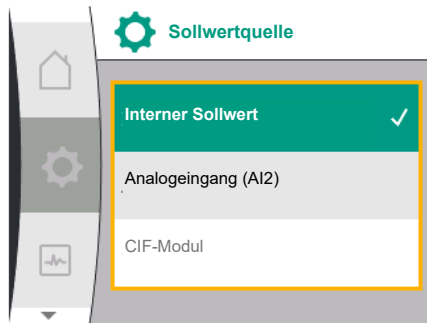 Sollwertquelle
Interner Sollwert
Analogeingang (AI2)
CIF-Modul